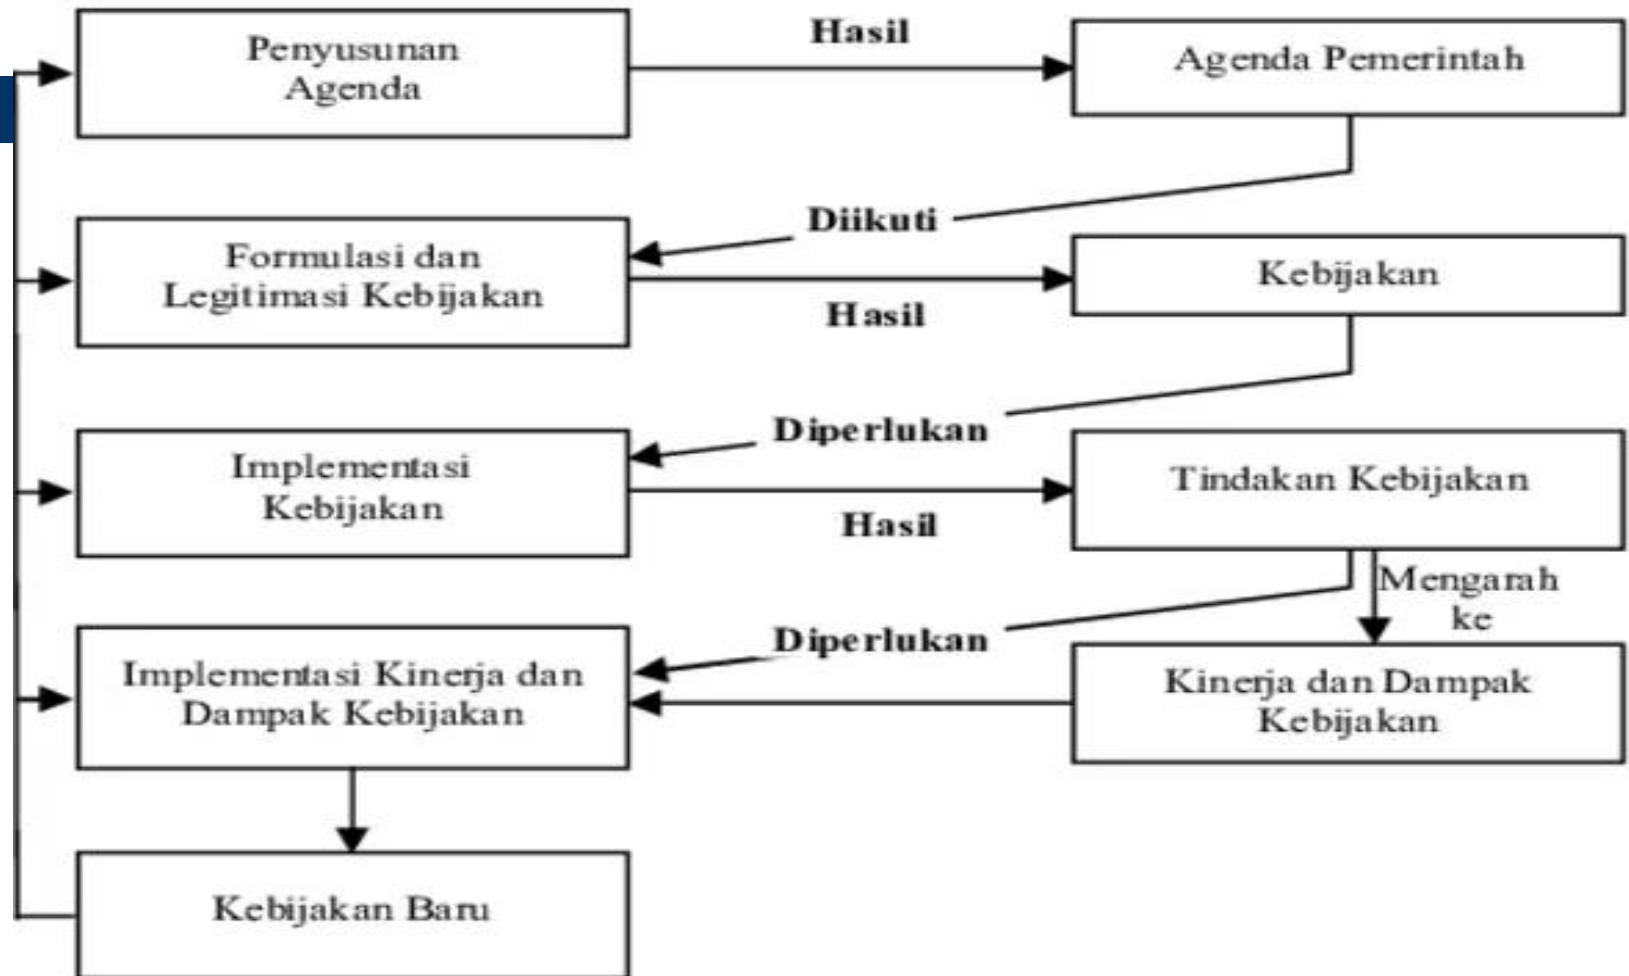 Penyusunan
Agenda
Hasil
Agenda Pemerintah
Diikuti
Formulasi dan
Legitimasi Kebijakan
Hasil
Kebijakan
Diperlukan
Implementasi
Kebijakan
Hasil
Tindakan Kebijakan
Mengarah
ke
Diperlukan
Implementasi Kinerja dan
Dampak Kebijakan
Kinerja dan Dampak
Kebijakan
Kebijakan Baru